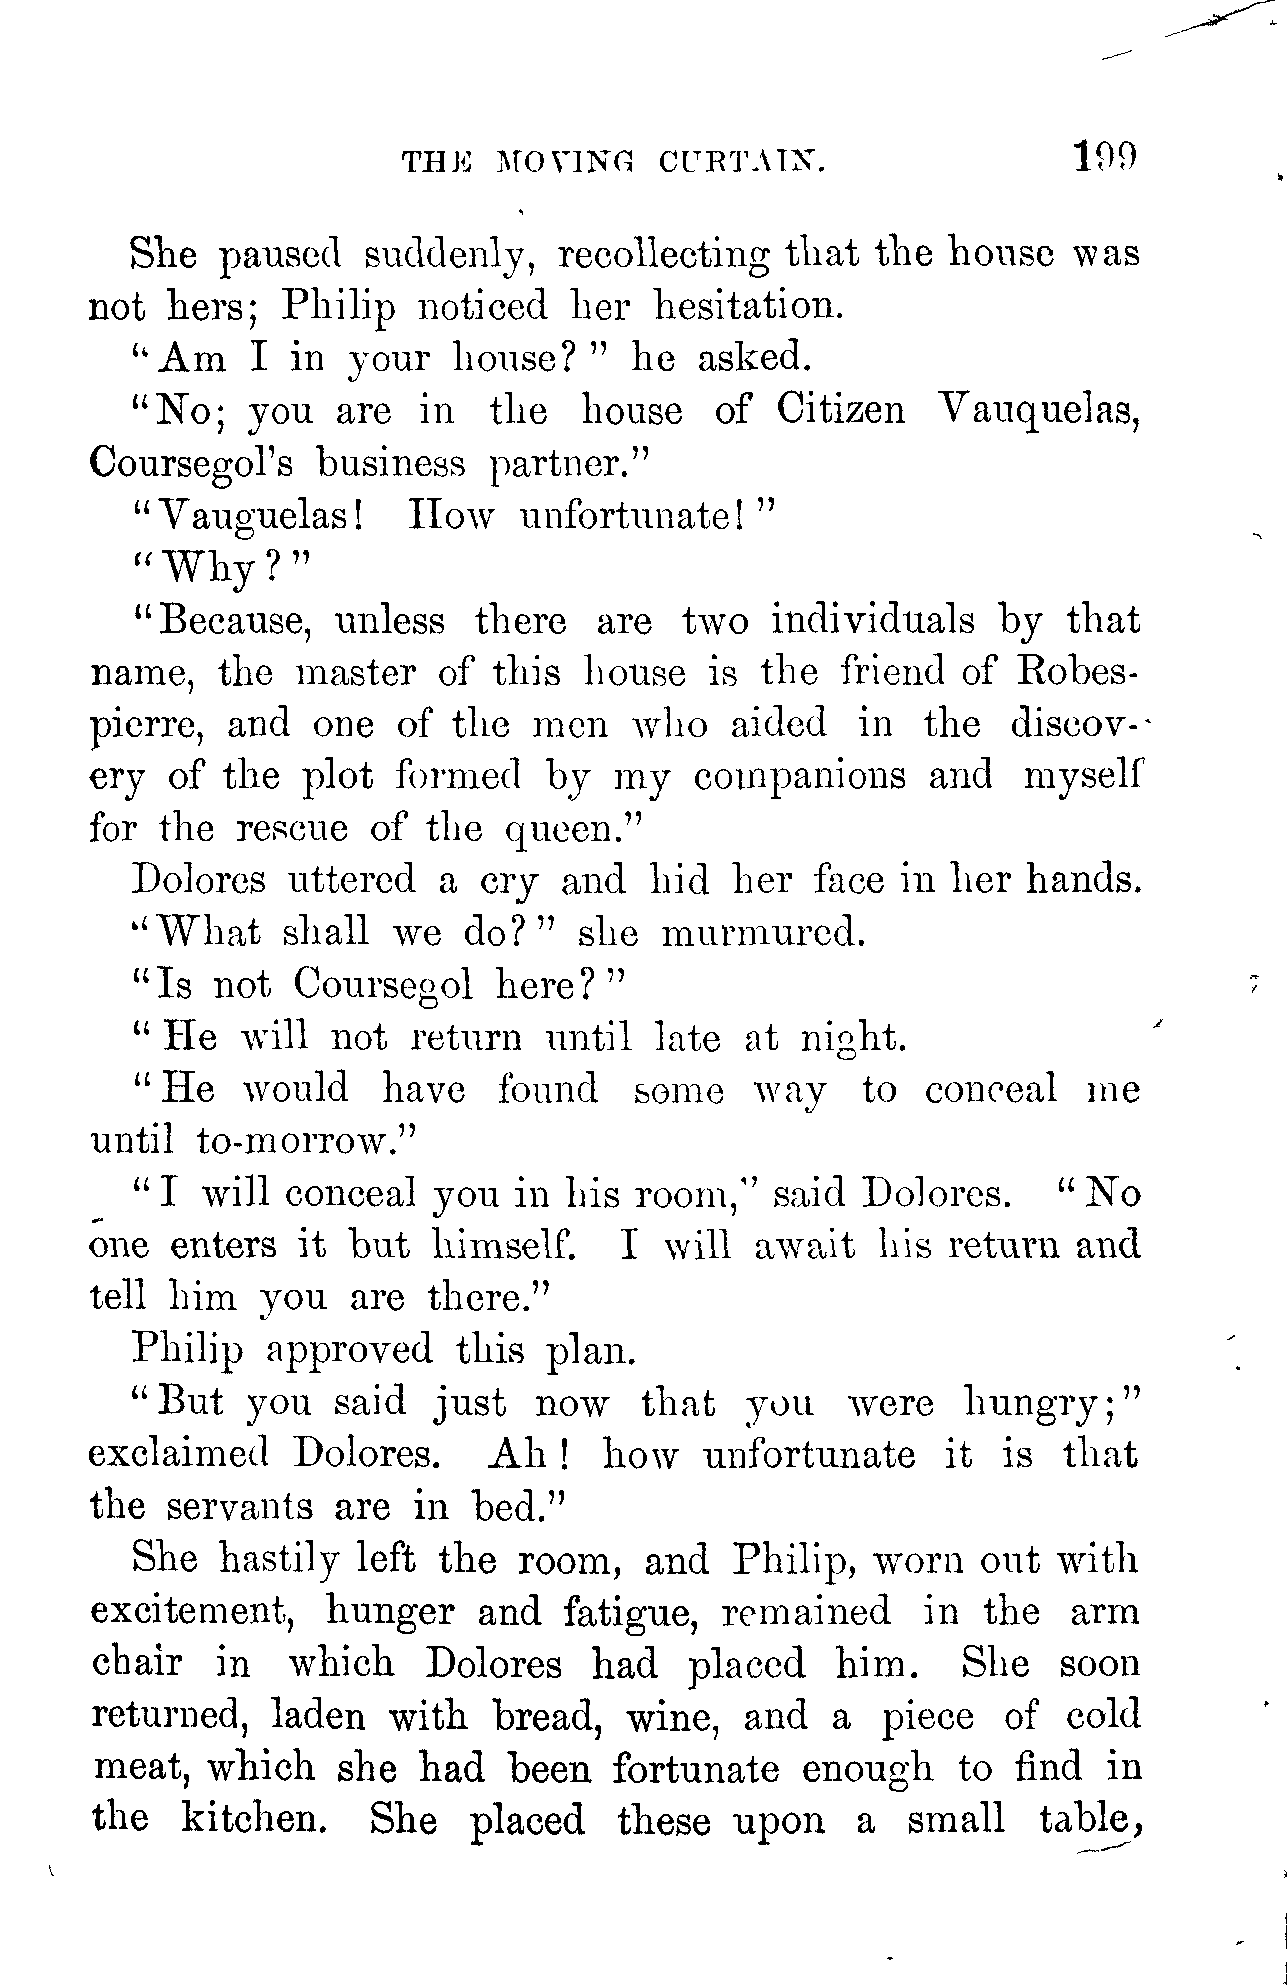 THE MOVING CURTAIN. 199
She paused suddenly, recollecting that the house was
not hers; Philip noticed her hesitation.
"Am I in your house?" he asked.
"No; you are in the house of Citizen Vauquelas,
Coursegol's business partner."
"Vauguelas! How unfortunate!"
"Why?"
"Because, unless there are two individuals by that
name, the master of this house is the friend of Robes-
pierre, and one of the men who aided in the discov-
ery of the plot formed by my companions and myself
for the rescue of the queen."
Dolores uttered a cry and hid her face in her hands.
"What shall we do?" she murmured.
"Is not Coursegol here?"
"He will not return until late at night.
"He would have found some way to conceal me
until to-morrow."
"I will conceal you in his room," said Dolores. "No
one enters it but himself. I will await his return and
tell him you are there."
Philip approved this plan.
"But you said just now that you were hungry;"
exclaimed Dolores. Ah! how unfortunate it is that
the servants are in bed."
She hastily left the room, and Philip, worn out with
excitement, hunger and fatigue, remained in the arm
chair in which Dolores had placed him. She soon
returned, laden with bread, wine, and a piece of cold
meat, which she had been fortunate enough to find in
the kitchen. She placed these upon a small table,